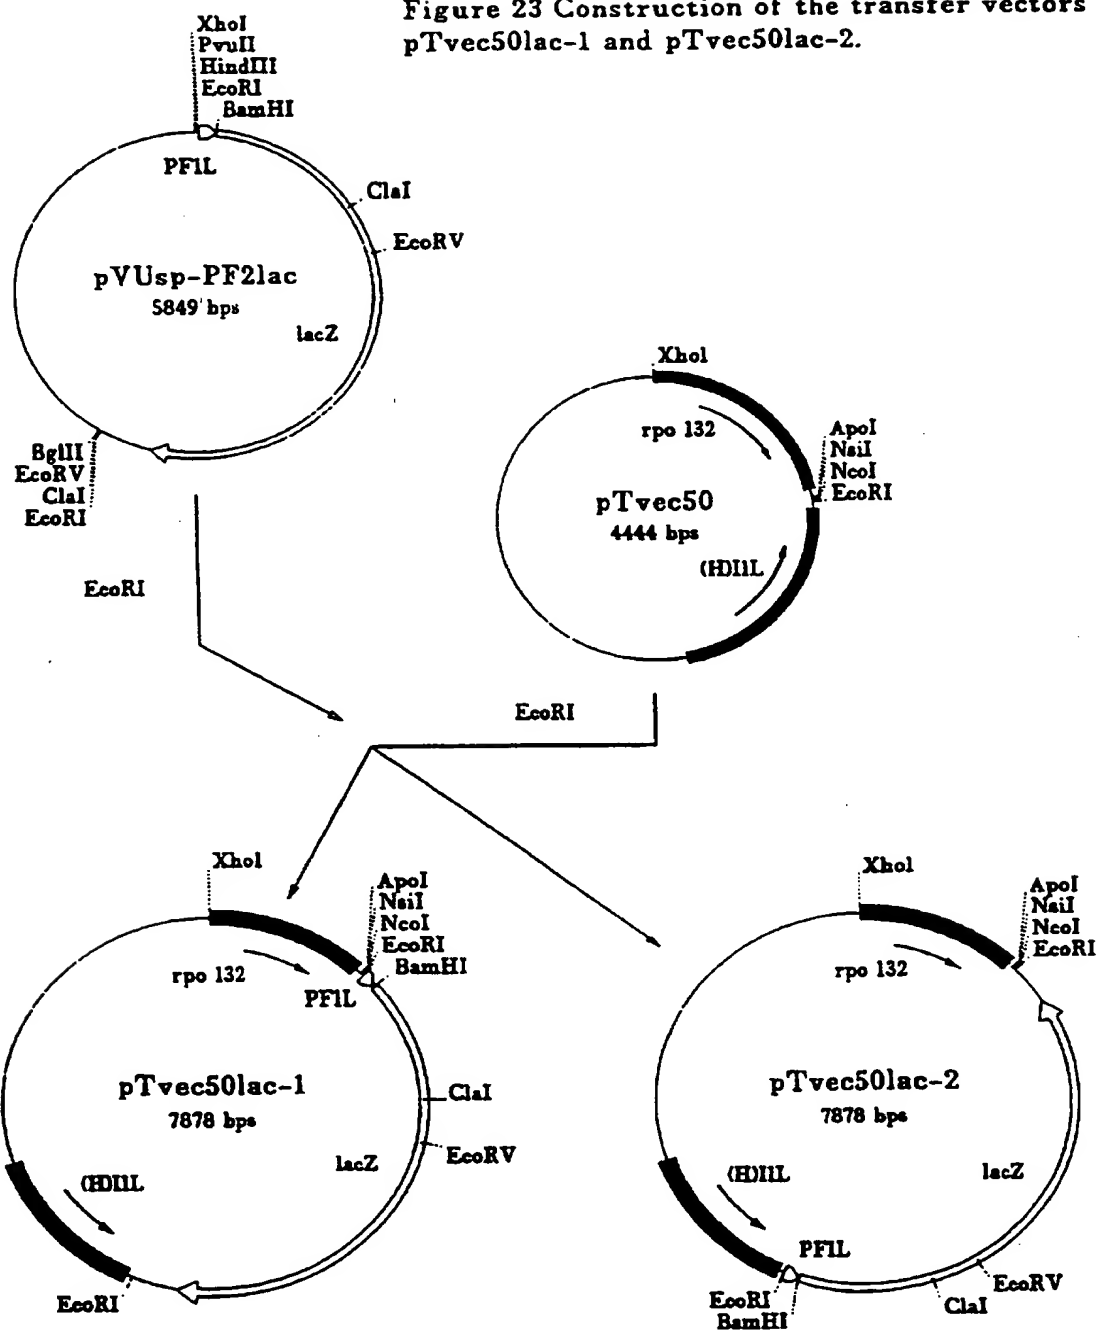 Figure 23 Construction of the transfer vectors
pTvec50lac-1 and pTvec50lac-2.
XhoI
PvuII
HindIII
EcoRI
BamHI
PF1L
ClaI
EcoRV
pVUsp-PF2lac
5849 bps
lacZ
BglII
EcoRV
ClaI
EcoRI
XhoI
rpo 132
ApoI
NsiI
NcoI
EcoRI
pTvec50
4444 bps
(H)I1L
EcoRI
EcoRI
XhoI
ApoI
NsiI
NcoI
EcoRI
BamHI
rpo 132
PF1L
pTvec50lac-1
7878 bps
ClaI
EcoRV
lacZ
(H)I1L
EcoRI
XhoI
ApoI
NsiI
NcoI
EcoRI
rpo 132
pTvec50lac-2
7878 bps
lacZ
(H)I1L
PF1L
EcoRI
BamHI
ClaI
EcoRV